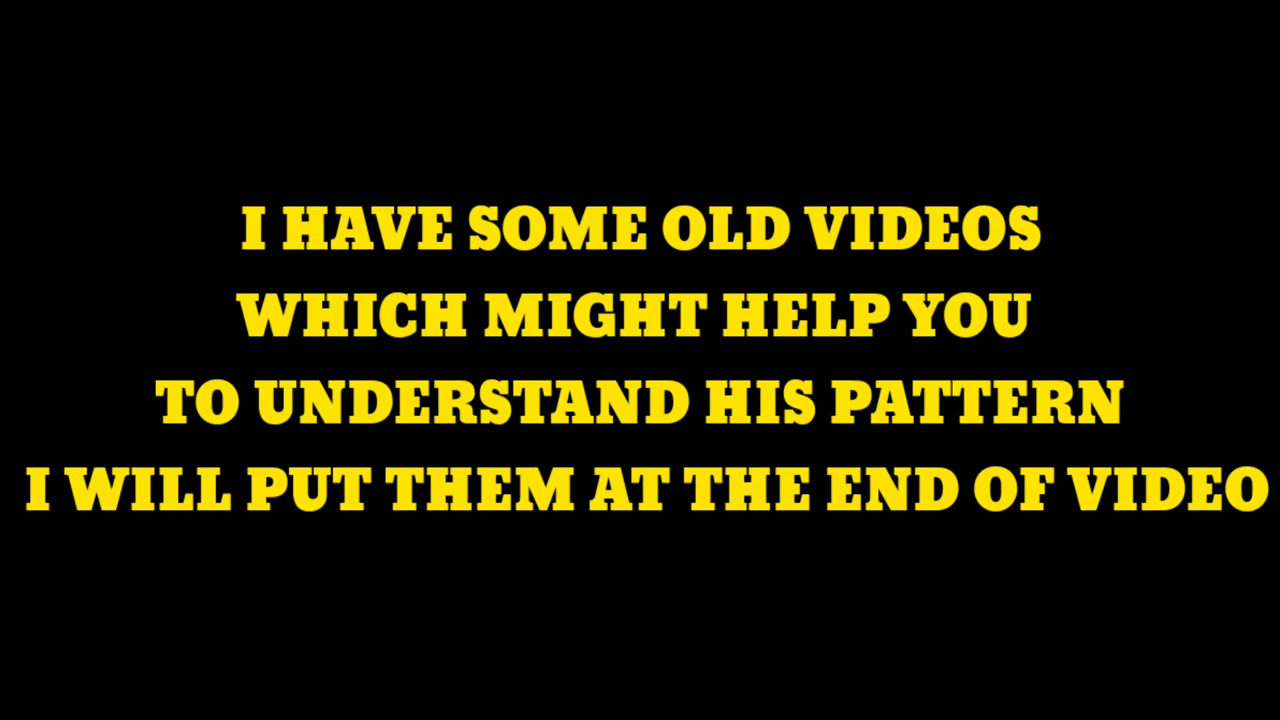 I HAVE SOME OLD VIDEOS
WHICH MIGHT HELP YOU
TO UNDERSTAND HIS PATTERN
I WILL PUT THEM AT THE END OF VIDEO